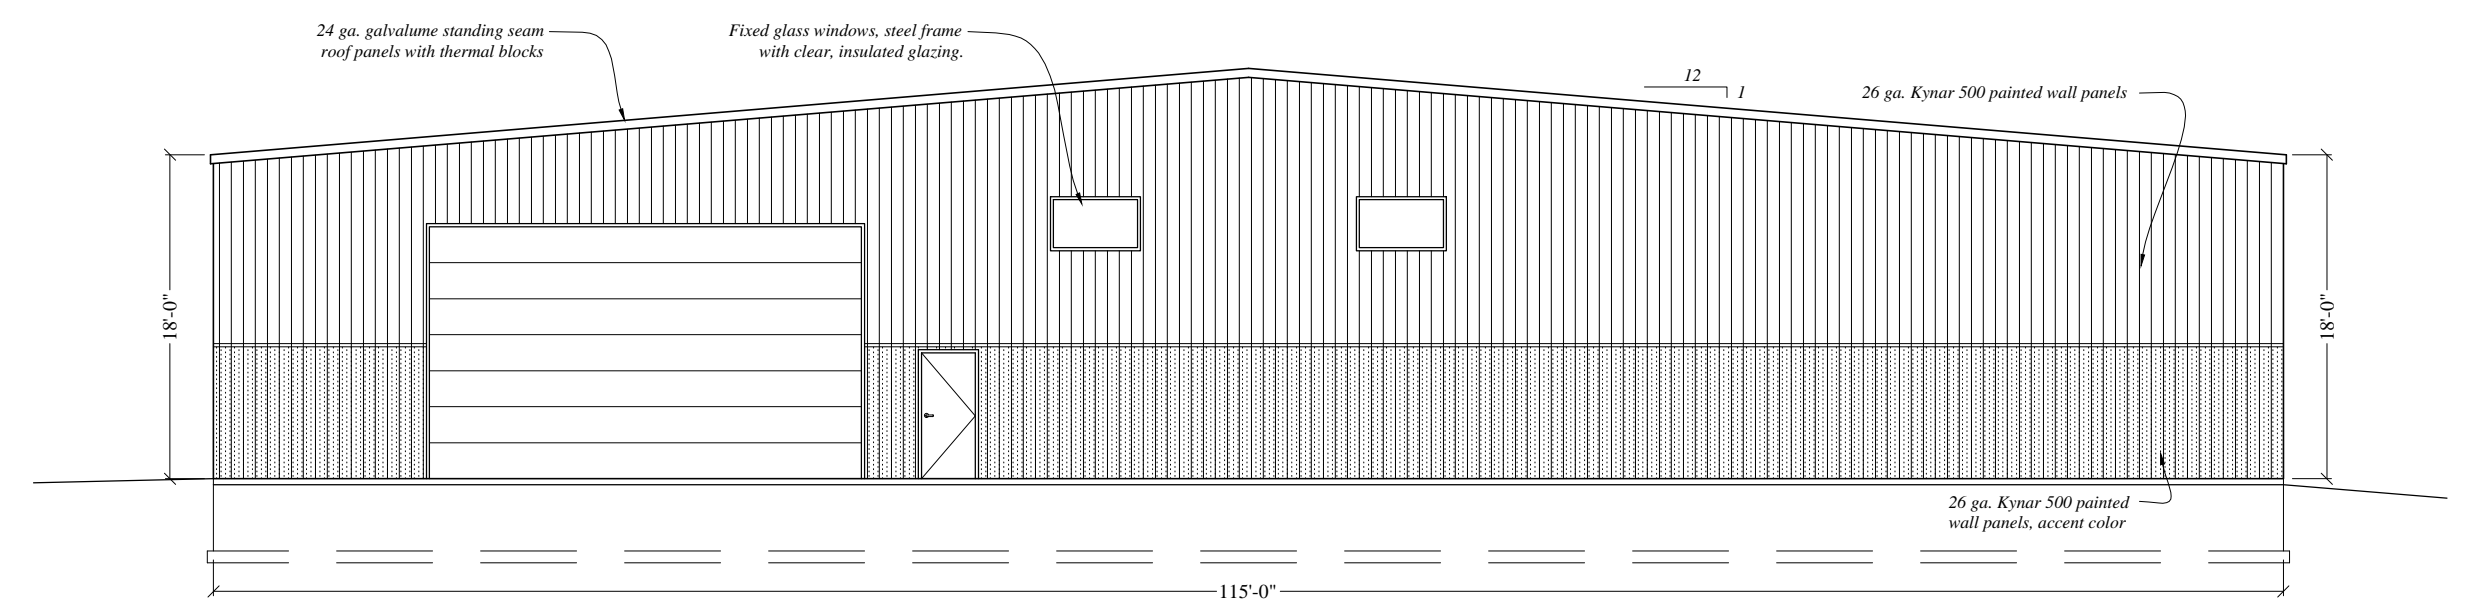 24 ga. galvalume standing seam
roof panels with thermal blocks
Fixed glass windows, steel frame
with clear, insulated glazing.
12
1
26 ga. Kynar 500 painted wall panels
18'-0"
18'-0"
26 ga. Kynar 500 painted
wall panels, accent color
115'-0"